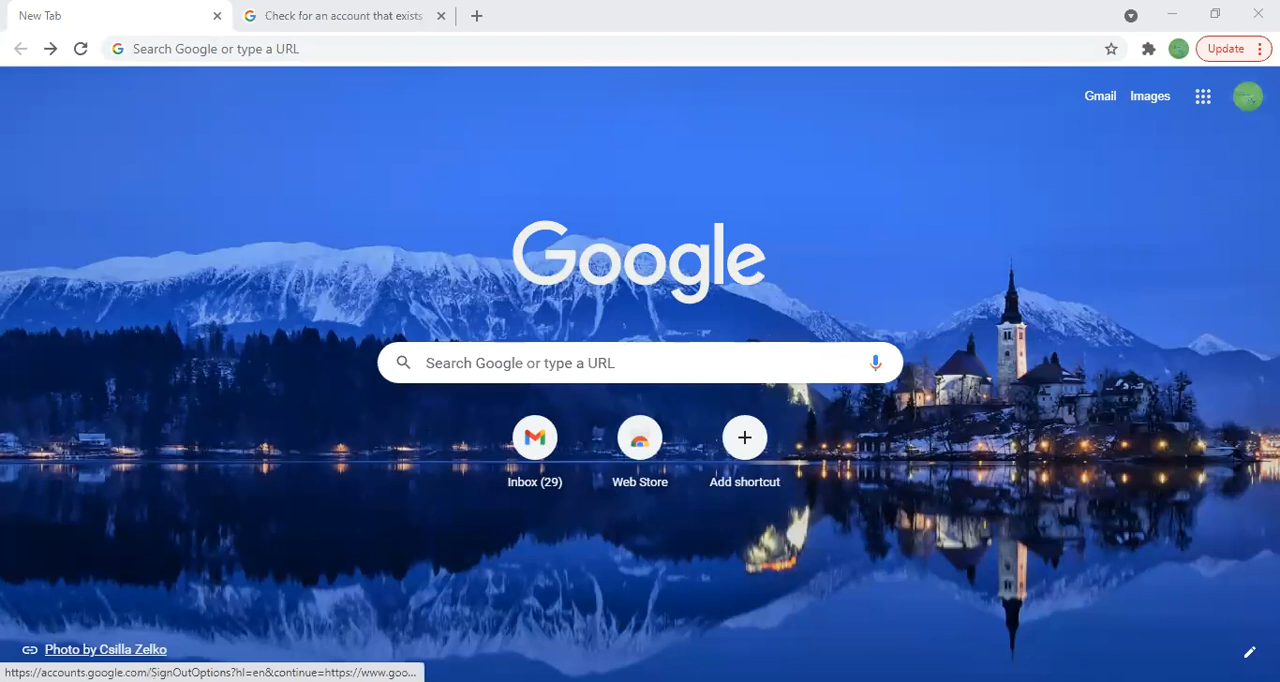 New Tab
Check for an account that exists
Search Google or type a URL
Update
Gmail Images
Google
Search Google or type a URL
Inbox (29) Web Store Add shortcut
Photo by Csilla Zelko
https://accounts.google.com/SignOutOptions?hl=en&continue=https://www.goo...